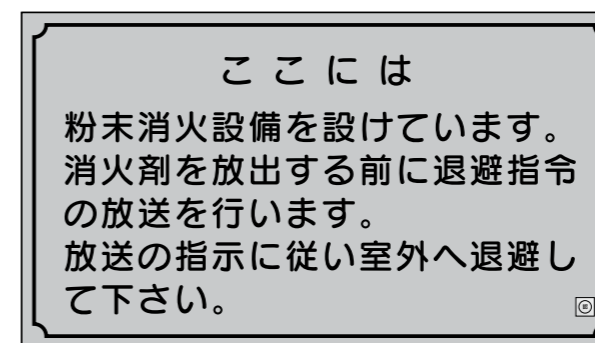 ここには
粉末消火設備を設けています。
消火剤を放出する前に退避指令
の放送を行います。
放送の指示に従い室外へ退避し
て下さい。